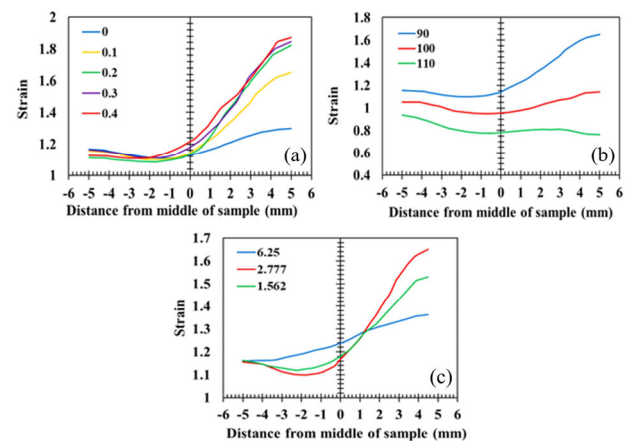 2
1.8
1.6
1.4
1.2
1
Strain
0
0.1
0.2
0.3
0.4
(a)
-6 -5 -4 -3 -2 -1 0 1 2 3 4 5 6
Distance from middle of sample (mm)
1.8
1.6
1.4
1.2
1
0.8
0.6
0.4
Strain
90
100
110
(b)
-6 -5 -4 -3 -2 -1 0 1 2 3 4 5 6
Distance from middle of sample (mm)
1.7
1.6
1.5
1.4
1.3
1.2
1.1
1
Strain
6.25
2.777
1.562
(c)
-6 -5 -4 -3 -2 -1 0 1 2 3 4 5 6
Distance from middle of sample (mm)